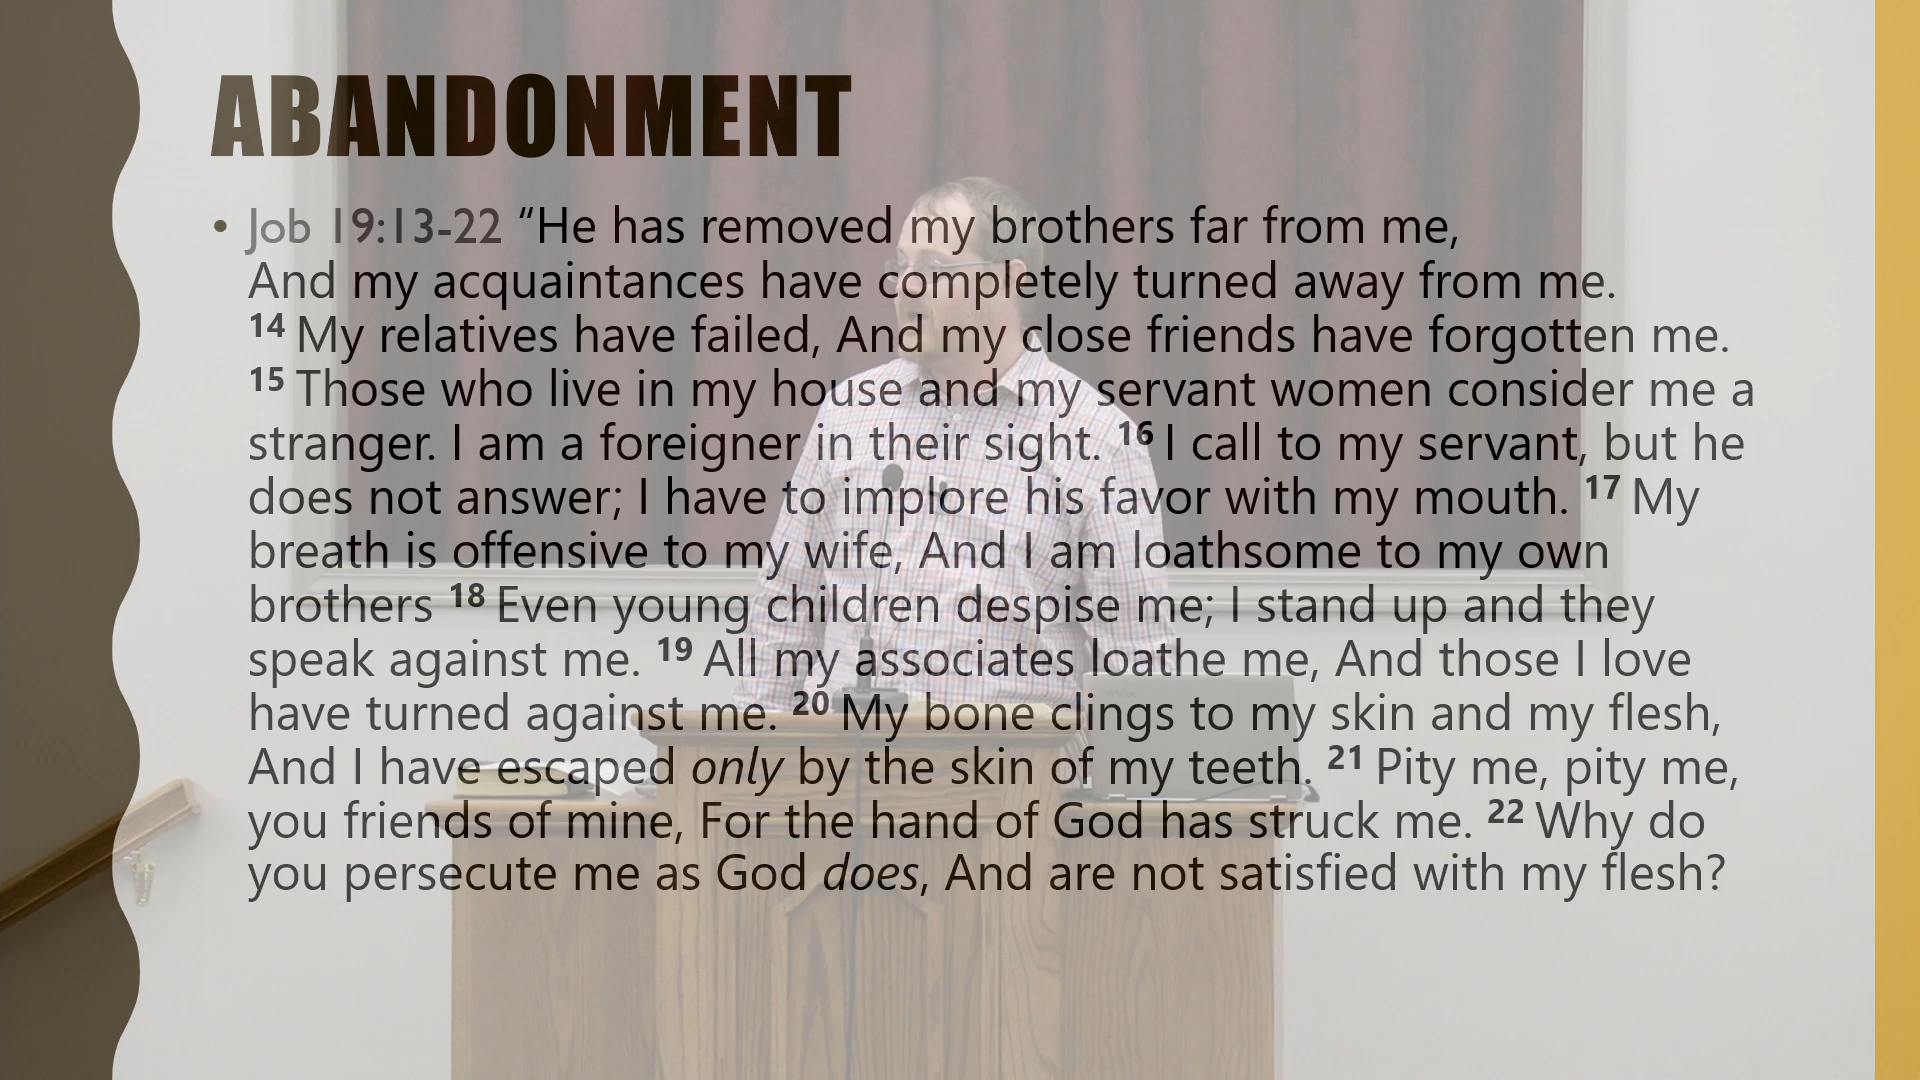 ABANDONMENT
• Job 19:13-22 “He has removed my brothers far from me,
And my acquaintances have completely turned away from me.
14 My relatives have failed, And my close friends have forgotten me.
15 Those who live in my house and my servant women consider me a
stranger. I am a foreigner in their sight. 16 I call to my servant, but he
does not answer; I have to implore his favor with my mouth. 17 My
breath is offensive to my wife, And I am loathsome to my own
brothers 18 Even young children despise me; I stand up and they
speak against me. 19 All my associates loathe me, And those I love
have turned against me. 20 My bone clings to my skin and my flesh,
And I have escaped only by the skin of my teeth. 21 Pity me, pity me,
you friends of mine, For the hand of God has struck me. 22 Why do
you persecute me as God does, And are not satisfied with my flesh?